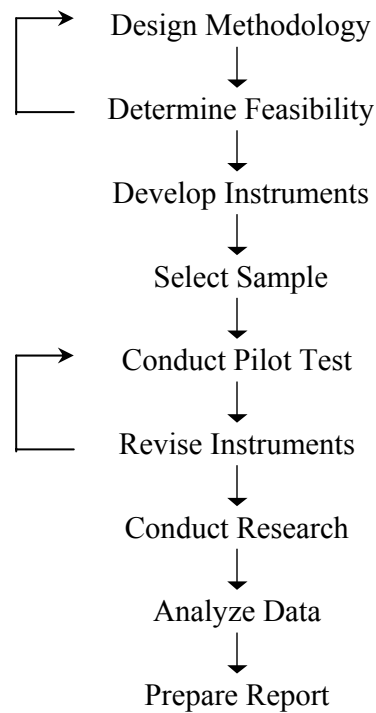 Design Methodology
Determine Feasibility
Develop Instruments
Select Sample
Conduct Pilot Test
Revise Instruments
Conduct Research
Analyze Data
Prepare Report